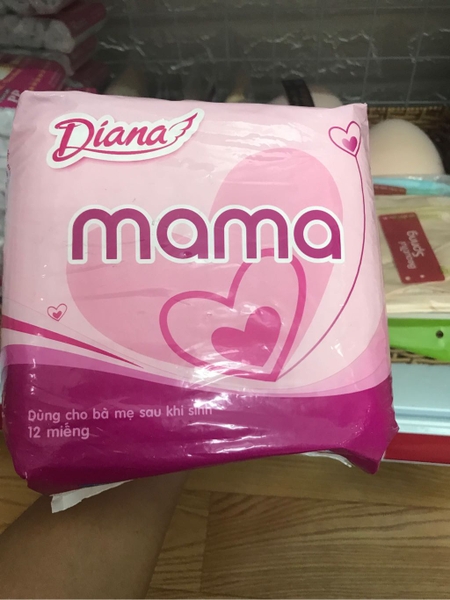 Diana
mama
Dùng cho bà mẹ sau khi sinh
12 miếng